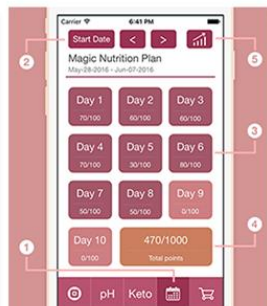 Carrier 6:41 PM
Start Date < >
Magic Nutrition Plan
May-28-2016 - Jun-07-2016
Day 1 Day 2 Day 3
70/100 60/100 60/100
Day 4 Day 5 Day 6
70/100 30/100 80/100
Day 7 Day 8 Day 9
50/100 50/100 0/100
Day 10 470/1000
0/100 Total points
pH Keto
2
5
3
1
4